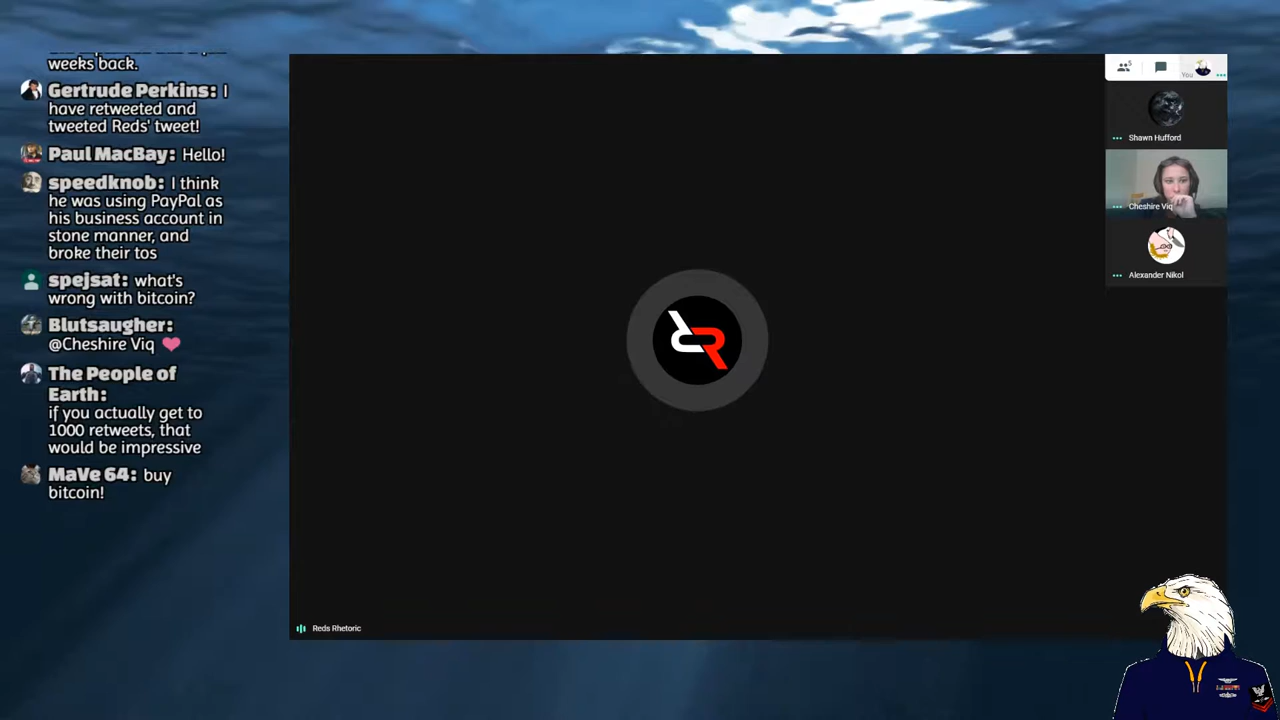 weeks back.
Gertrude Perkins: I
have retweeted and
tweeted Reds' tweet!
Paul MacBay: Hello!
speedknob: I think
he was using PayPal as
his business account in
stone manner, and
broke their tos
spejsat: what's
wrong with bitcoin?
Blutsaugher:
@Cheshire Viq
The People of
Earth:
if you actually get to
1000 retweets, that
would be impressive
MaVe 64: buy
bitcoin!
Reds Rhetoric
5
You
Shawn Hufford
Cheshire Viq
Alexander Nikol